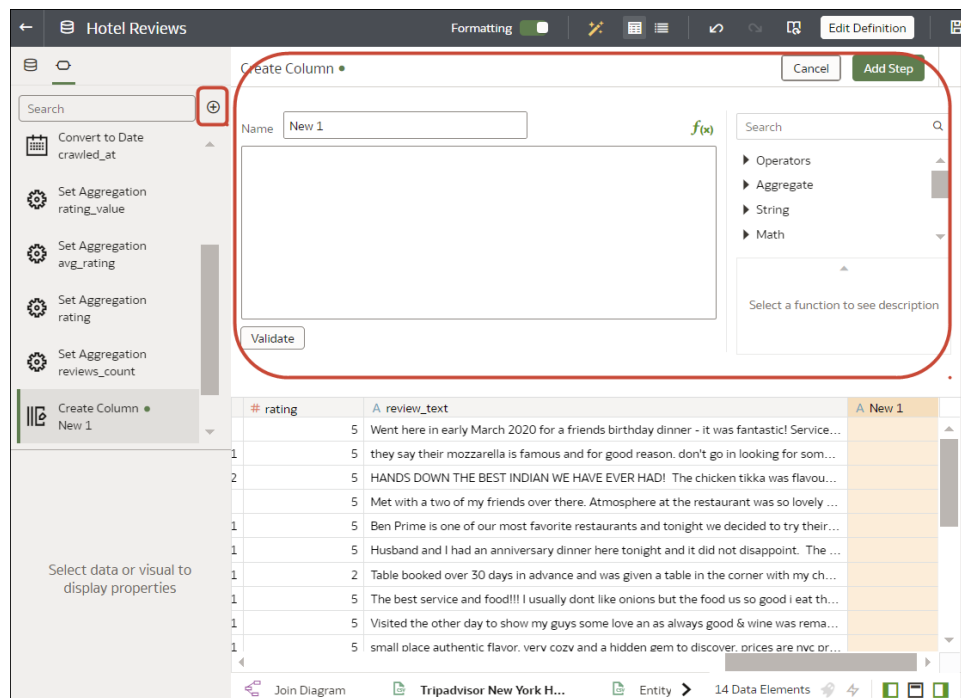 Hotel Reviews
Formatting
Edit Definition
Search
Convert to Date
crawled_at
Set Aggregation
rating_value
Set Aggregation
avg_rating
Set Aggregation
rating
Set Aggregation
reviews_count
Create Column
New 1
Select data or visual to
display properties
Create Column
Cancel
Add Step
Name New 1
f(x)
Search
Operators
Aggregate
String
Math
Select a function to see description
Validate
# rating A review_text A New 1
5 Went here in early March 2020 for a friends birthday dinner - it was fantastic! Service...
1 5 they say their mozzarella is famous and for good reason. don't go in looking for som...
2 5 HANDS DOWN THE BEST INDIAN WE HAVE EVER HAD! The chicken tikka was flavou...
5 Met with a two of my friends over there. Atmosphere at the restaurant was so lovely ...
1 5 Ben Prime is one of our most favorite restaurants and tonight we decided to try their...
1 5 Husband and I had an anniversary dinner here tonight and it did not disappoint. The ...
1 2 Table booked over 30 days in advance and was given a table in the corner with my ch...
1 5 The best service and food!!! I usually dont like onions but the food us so good i eat th...
1 5 Visited the other day to show my guys some love an as always good & wine was rema...
1 5 small place authentic flavor, very cozy and a hidden gem to discover, prices are nyc pr...
Join Diagram
Tripadvisor New York H...
Entity
14 Data Elements